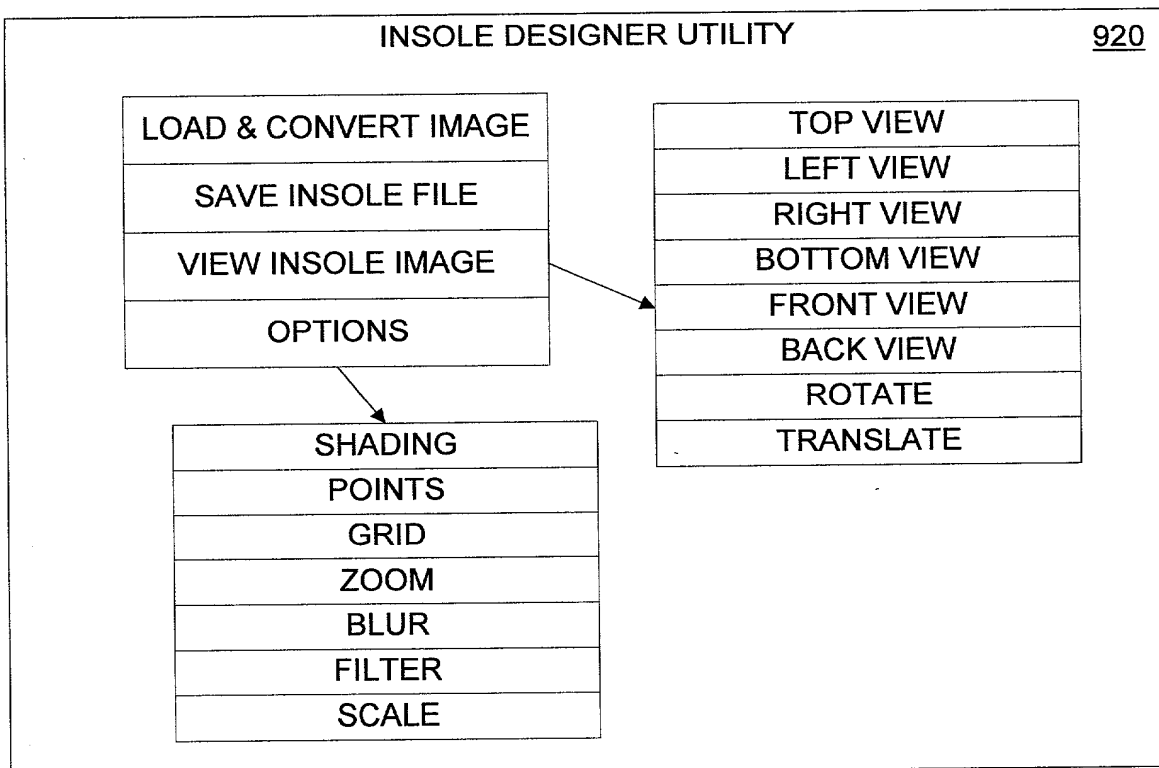 INSOLE DESIGNER UTILITY 920
LOAD & CONVERT IMAGE
SAVE INSOLE FILE
VIEW INSOLE IMAGE
OPTIONS
TOP VIEW
LEFT VIEW
RIGHT VIEW
BOTTOM VIEW
FRONT VIEW
BACK VIEW
ROTATE
TRANSLATE
SHADING
POINTS
GRID
ZOOM
BLUR
FILTER
SCALE